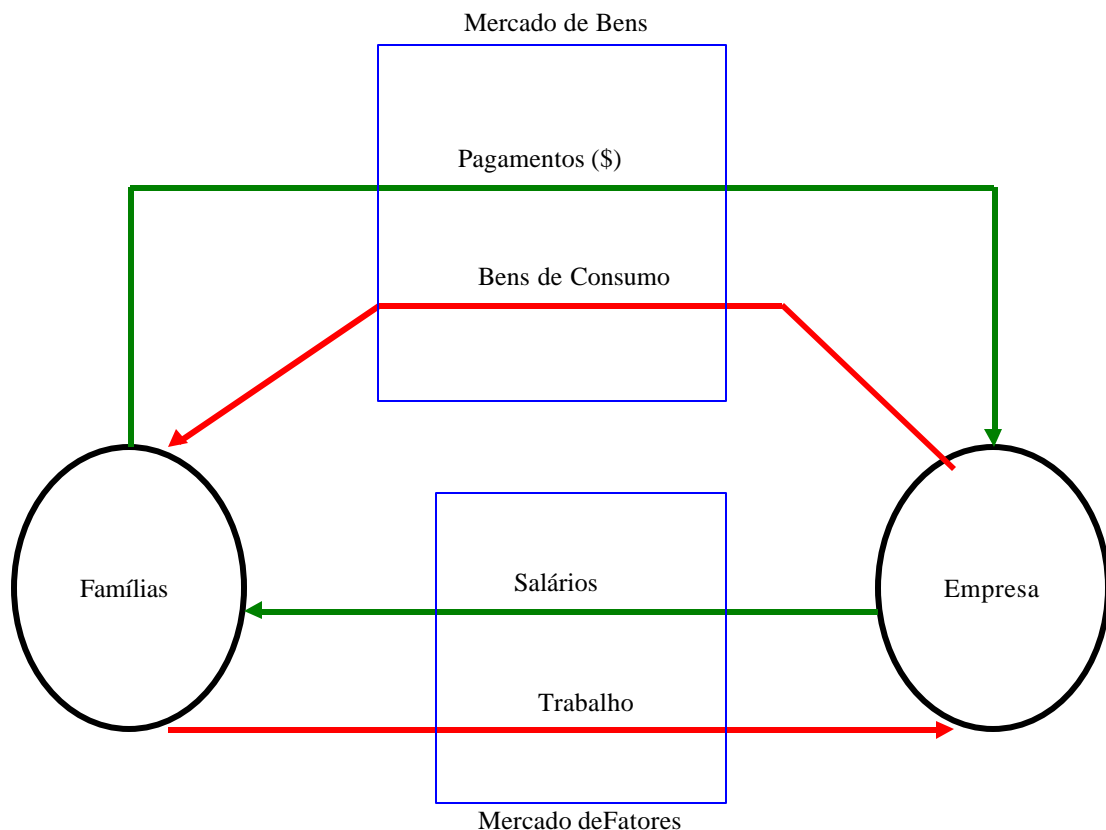 Mercado de Bens
Pagamentos ($)
Bens de Consumo
Famílias
Salários
Empresa
Trabalho
Mercado deFatores